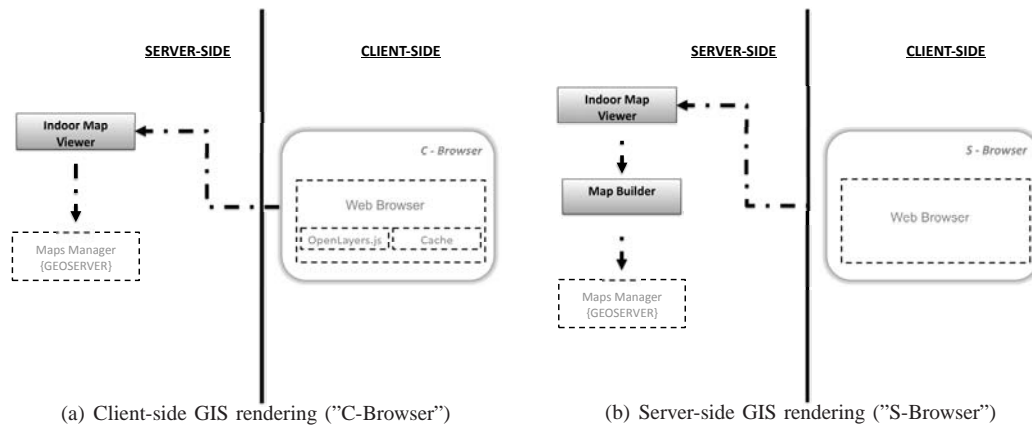 SERVER-SIDE
CLIENT-SIDE
Indoor Map
Viewer
Maps Manager
{GEOSERVER}
C - Browser
Web Browser
OpenLayers.js
Cache
(a) Client-side GIS rendering (”C-Browser”)
SERVER-SIDE
CLIENT-SIDE
Indoor Map
Viewer
Map Builder
Maps Manager
{GEOSERVER}
S - Browser
Web Browser
(b) Server-side GIS rendering (”S-Browser”)